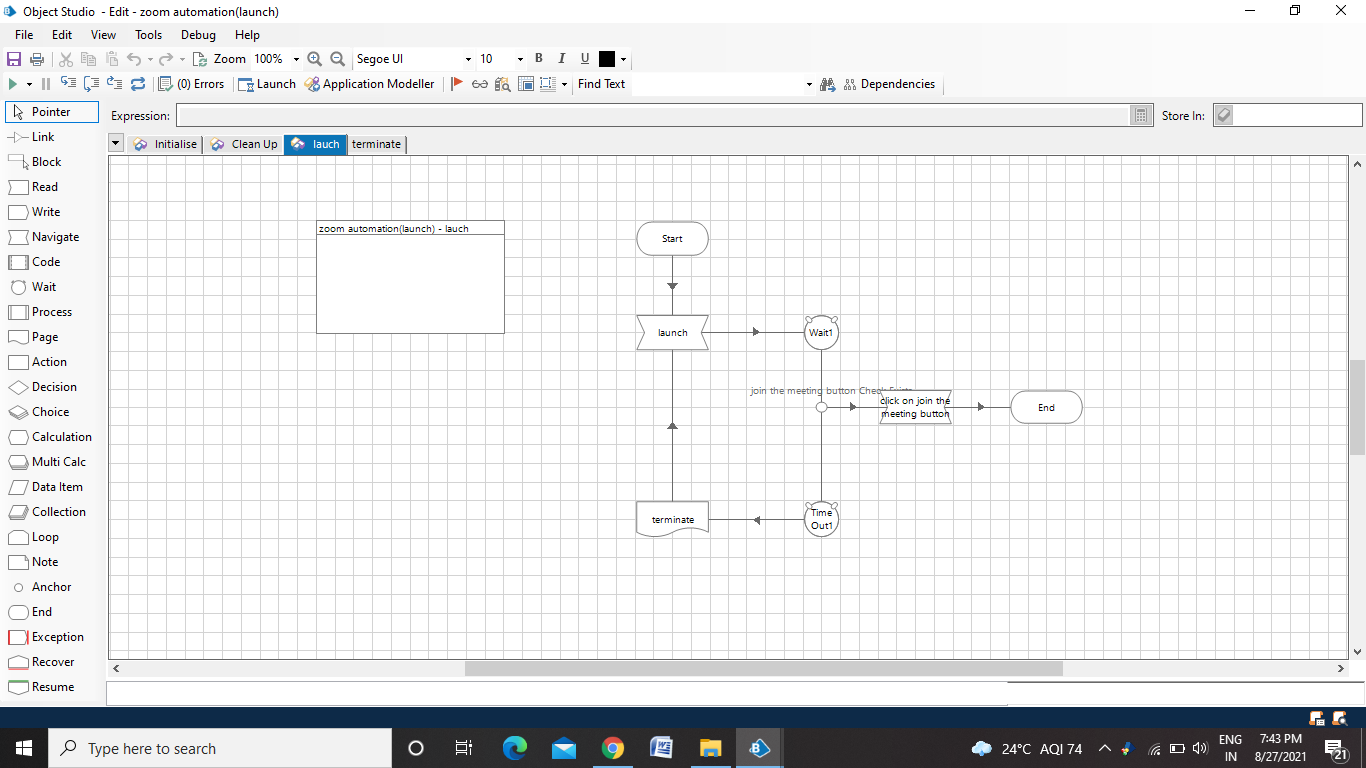 Object Studio - Edit - zoom automation(launch)
File Edit View Tools Debug Help
Zoom 100% Segoe UI 10 B I U
(0) Errors Launch Application Modeller Find Text Dependencies
Pointer
Link
Block
Read
Write
Navigate
Code
Wait
Process
Page
Action
Decision
Choice
Calculation
Multi Calc
Data Item
Collection
Loop
Note
Anchor
End
Exception
Recover
Resume
Expression: Store In:
Initialise Clean Up lauch terminate
zoom automation(launch) - lauch
Start
launch
Wait1
join the meeting button Check Exists
click on join the
meeting button
End
terminate
Time
Out1
Type here to search
24°C AQI 74
ENG
IN
7:43 PM
8/27/2021
21